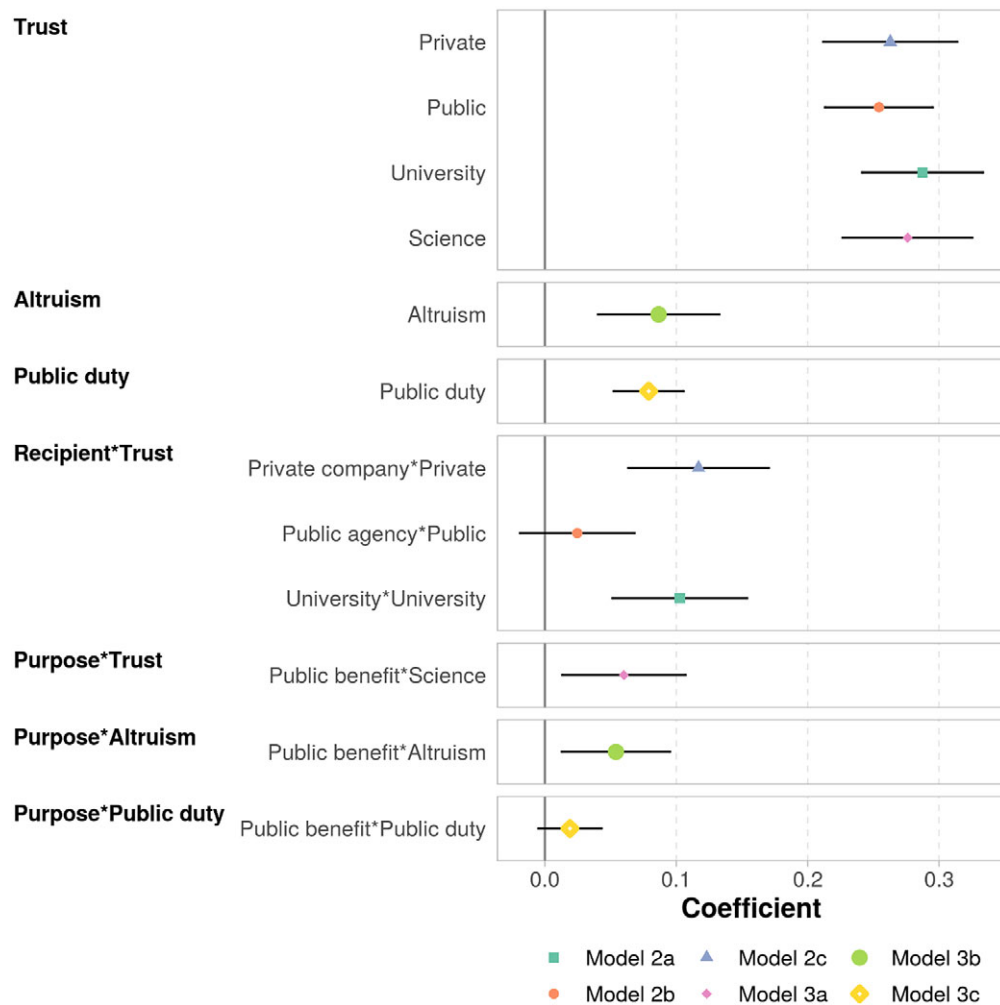 Trust
Private
Public
University
Science
Altruism
Altruism
Public duty
Public duty
Recipient*Trust
Private company*Private
Public agency*Public
University*University
Purpose*Trust
Public benefit*Science
Purpose*Altruism
Public benefit*Altruism
Purpose*Public duty
Public benefit*Public duty
0.0 0.1 0.2 0.3
Coefficient
Model 2a Model 2c Model 3b
Model 2b Model 3a Model 3c